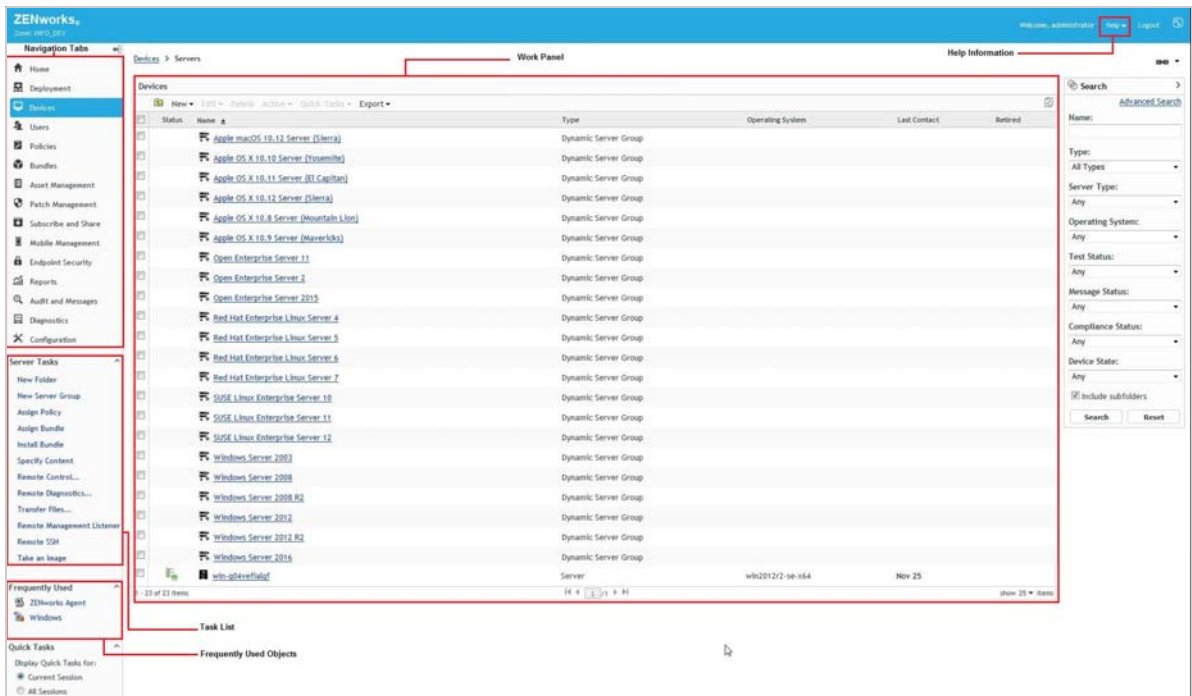 ZENworks.
Zone: INFO_DEV
Welcome, administrator Help Logout
Navigation Tabs
Home
Deployment
Devices
Users
Policies
Bundles
Asset Management
Patch Management
Subscribe and Share
Mobile Management
Endpoint Security
Reports
Audit and Messages
Diagnostics
Configuration
Server Tasks
New Folder
New Server Group
Assign Policy
Assign Bundle
Install Bundle
Specify Content
Remote Control...
Remote Diagnostics...
Transfer Files...
Remote Management Listener
Remote SSH
Take an Image
Frequently Used
ZENworks Agent
Windows
Quick Tasks
Display Quick Tasks for:
Current Session
All Sessions
Devices > Servers
Work Panel
Help Information
Devices
New Edit Delete Action Quick Tasks Export
Status Name Type Operating System Last Contact Retired
Apple macOS 10.12 Server (Sierra) Dynamic Server Group
Apple OS X 10.10 Server (Yosemite) Dynamic Server Group
Apple OS X 10.11 Server (El Capitan) Dynamic Server Group
Apple OS X 10.12 Server (Sierra) Dynamic Server Group
Apple OS X 10.8 Server (Mountain Lion) Dynamic Server Group
Apple OS X 10.9 Server (Mavericks) Dynamic Server Group
Open Enterprise Server 11 Dynamic Server Group
Open Enterprise Server 2 Dynamic Server Group
Open Enterprise Server 2015 Dynamic Server Group
Red Hat Enterprise Linux Server 4 Dynamic Server Group
Red Hat Enterprise Linux Server 5 Dynamic Server Group
Red Hat Enterprise Linux Server 6 Dynamic Server Group
Red Hat Enterprise Linux Server 7 Dynamic Server Group
SUSE Linux Enterprise Server 10 Dynamic Server Group
SUSE Linux Enterprise Server 11 Dynamic Server Group
SUSE Linux Enterprise Server 12 Dynamic Server Group
Windows Server 2003 Dynamic Server Group
Windows Server 2008 Dynamic Server Group
Windows Server 2008 R2 Dynamic Server Group
Windows Server 2012 Dynamic Server Group
Windows Server 2012 R2 Dynamic Server Group
Windows Server 2016 Dynamic Server Group
Server win2012r2-se-x64 Nov 25
1 - 23 of 23 items 1 /1 show 25 items
Task List
Frequently Used Objects
Search
Advanced Search
Name:
Type:
All Types
Server Type:
Any
Operating System:
Any
Test Status:
Any
Message Status:
Any
Compliance Status:
Any
Device State:
Any
Include subfolders
Search Reset